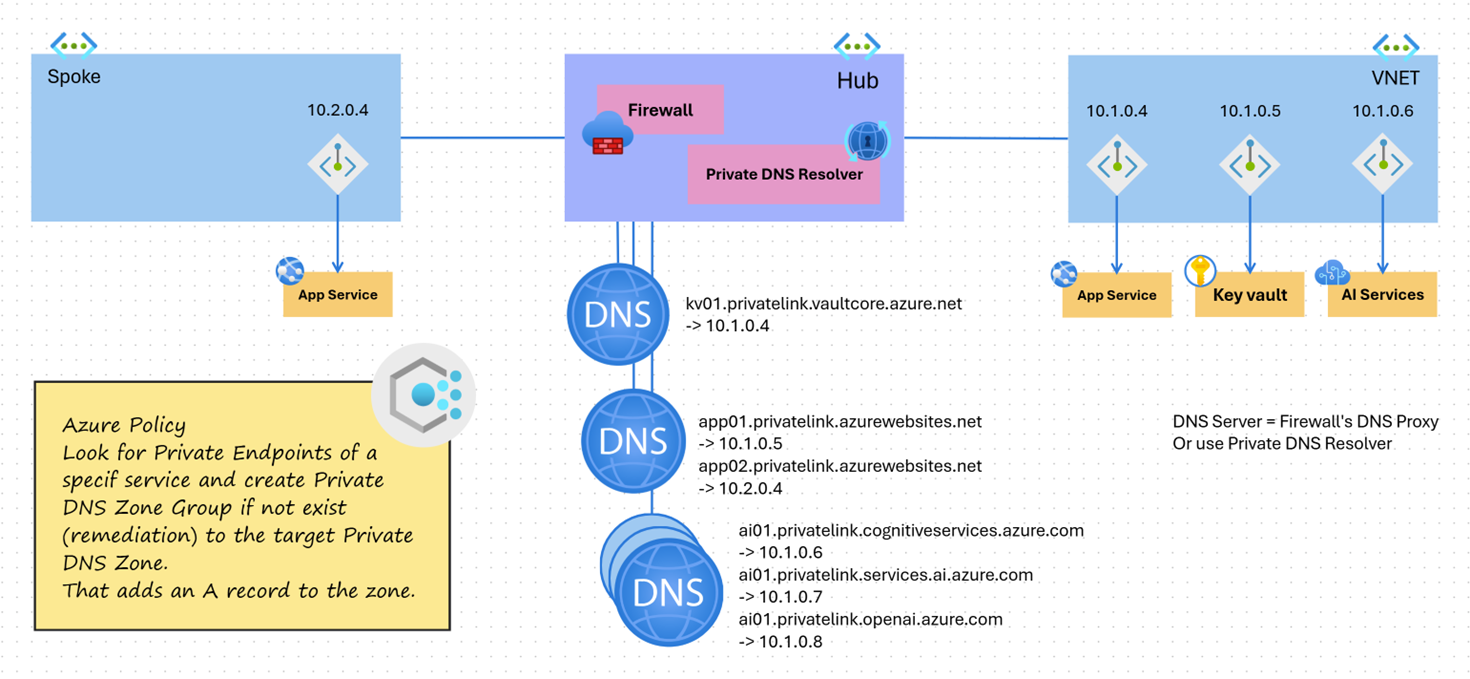 Spoke
10.2.0.4
App Service
Hub
Firewall
Private DNS Resolver
VNET
10.1.0.4
10.1.0.5
10.1.0.6
App Service
Key vault
AI Services
DNS
kv01.privatelink.vaultcore.azure.net
-> 10.1.0.4
DNS
app01.privatelink.azurewebsites.net
-> 10.1.0.5
app02.privatelink.azurewebsites.net
-> 10.2.0.4
DNS
ai01.privatelink.cognitiveservices.azure.com
-> 10.1.0.6
ai01.privatelink.services.ai.azure.com
-> 10.1.0.7
ai01.privatelink.openai.azure.com
-> 10.1.0.8
DNS Server = Firewall's DNS Proxy
Or use Private DNS Resolver
Azure Policy
Look for Private Endpoints of a
specif service and create Private
DNS Zone Group if not exist
(remediation) to the target Private
DNS Zone.
That adds an A record to the zone.